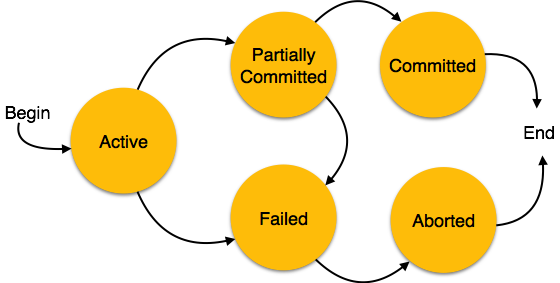 Begin
Active
Partially
Committed
Committed
End
Failed
Aborted